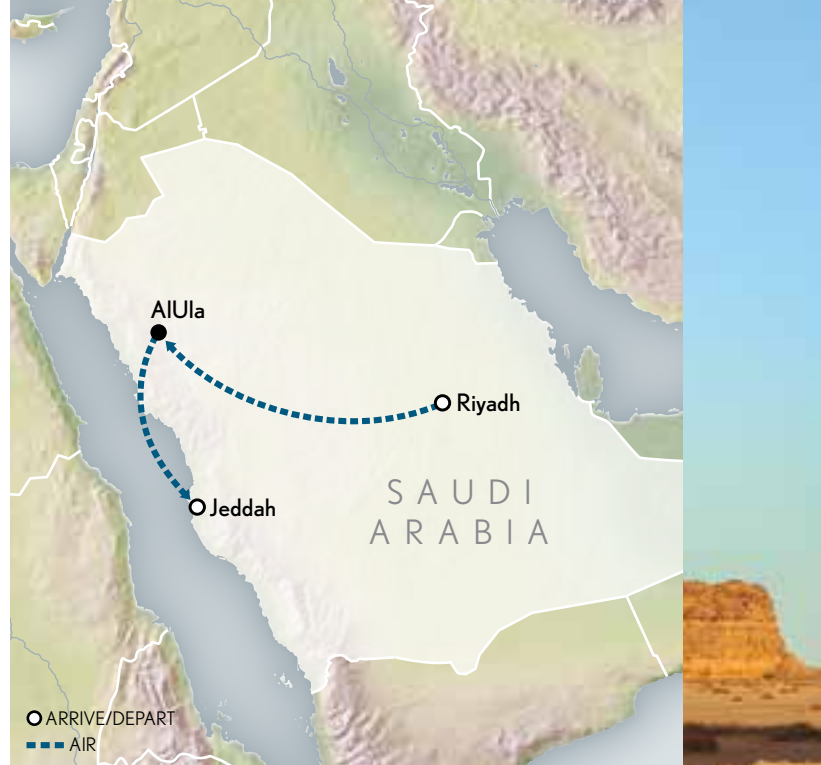 AlUla
Riyadh
Jeddah
SAUDI
ARABIA
ARRIVE/DEPART
AIR